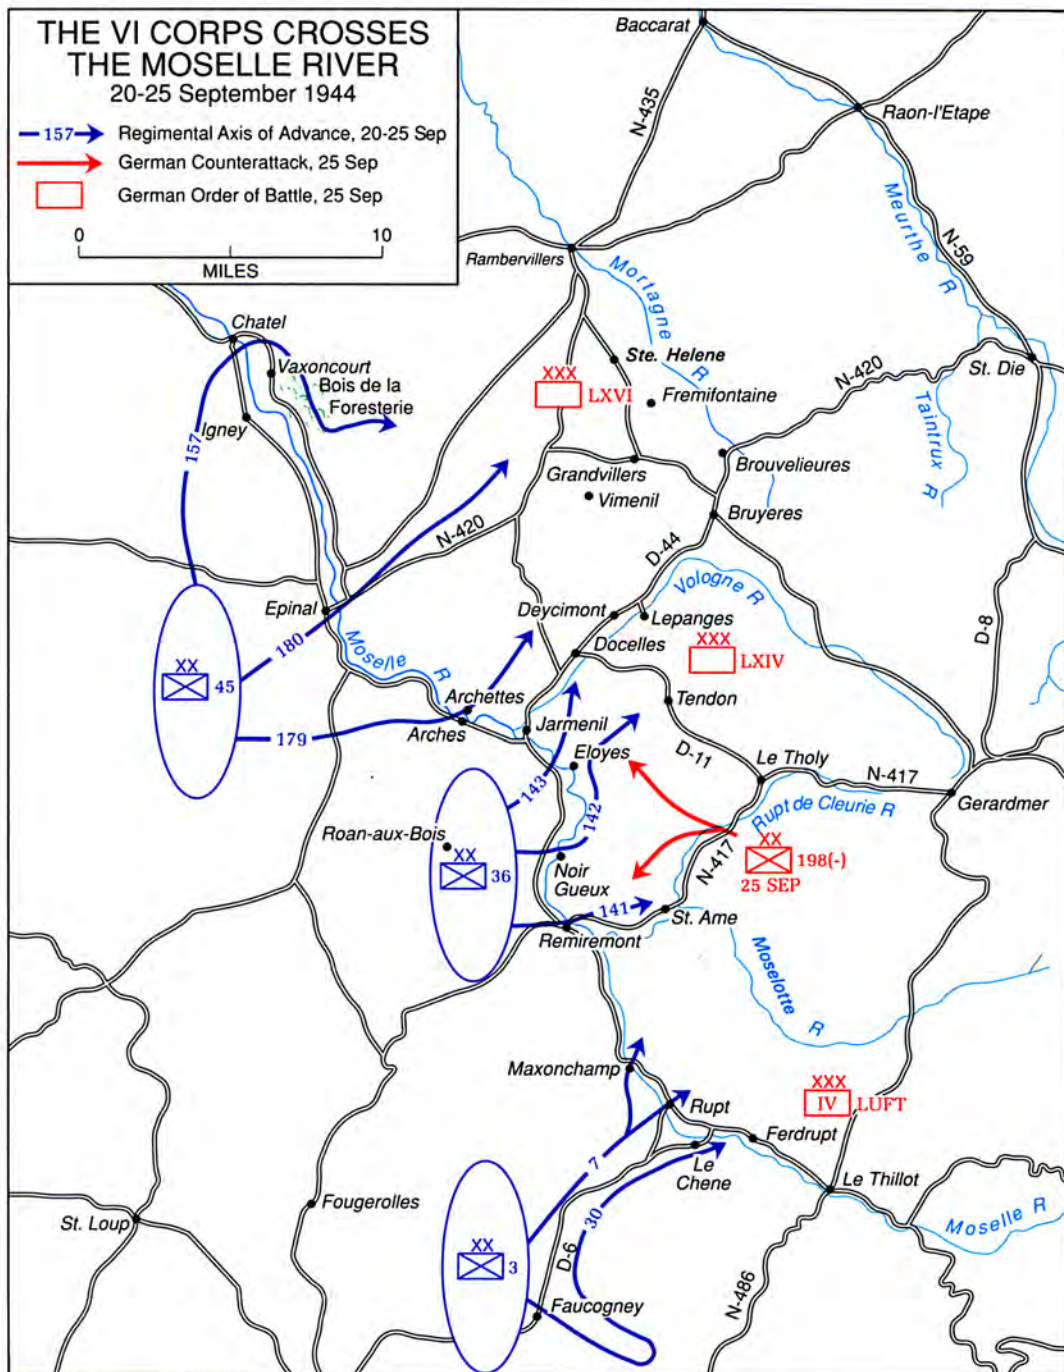 THE VI CORPS CROSSES
THE MOSELLE RIVER
20-25 September 1944
157 Regimental Axis of Advance, 20-25 Sep
German Counterattack, 25 Sep
German Order of Battle, 25 Sep
0 10
MILES
Baccarat
N-435
Raon-l'Etape
Meurthe R
N-59
Rambervillers
Mortagne R
Chatel
Vaxoncourt
Bois de la
Foresterie
Igney
157
Ste. Helene
XXX
LXVI
Fremifontaine
N-420
St. Die
Taintrux R
Grandvillers
Brouvelieures
Vimenil
Bruyeres
N-420
D-44
Vologne R
Epinal
Moselle R
180
XX
45
179
Deycimont
Lepanges
Docelles
XXX
LXIV
D-8
Archettes
Arches
Jarmenil
Tendon
D-11
Eloyes
Le Tholy
N-417
Gerardmer
Rupt de Cleurie R
143
142
Roan-aux-Bois
XX
36
Noir
Gueux
N-417
XX
198(-)
25 SEP
141
St. Ame
Remiremont
Moselotte R
Maxonchamp
XXX
IV LUFT
Rupt
Ferdrupt
Le
Chene
Le Thillot
Moselle R
7
30
Fougerolles
St. Loup
XX
3
D-6
Faucogney
N-486